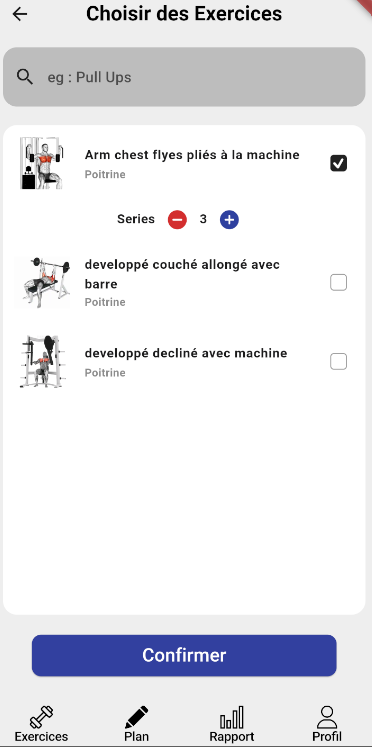 Choisir des Exercices
eg : Pull Ups
Arm chest flyes pliés à la machine
Poitrine
Series 3
developpé couché allongé avec
barre
Poitrine
developpé decliné avec machine
Poitrine
Confirmer
Exercices Plan Rapport Profil